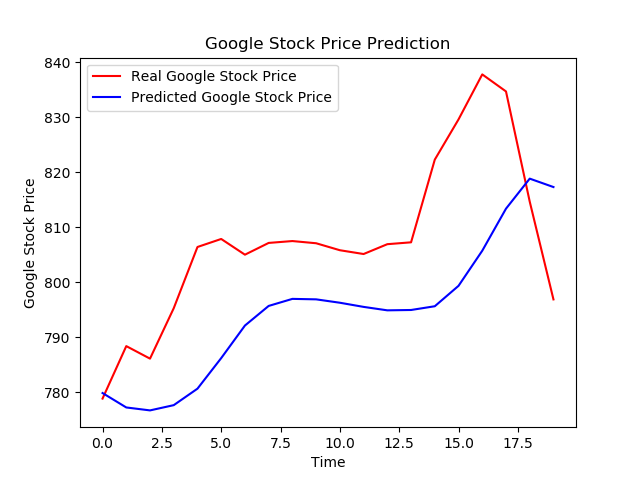 Google Stock Price Prediction
Real Google Stock Price
Predicted Google Stock Price
840
830
820
810
800
790
780
Google Stock Price
0.0 2.5 5.0 7.5 10.0 12.5 15.0 17.5
Time